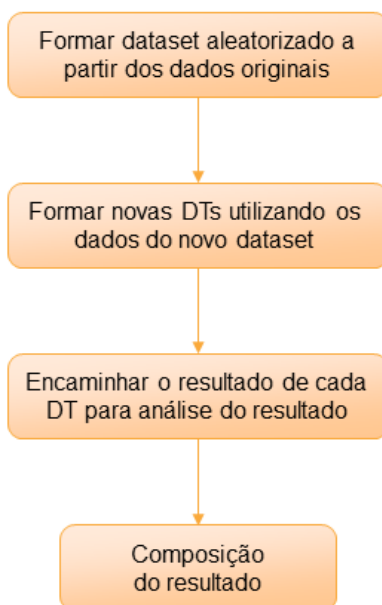 Formar dataset aleatorizado a
partir dos dados originais
Formar novas DTs utilizando os
dados do novo dataset
Encaminhar o resultado de cada
DT para análise do resultado
Composição
do resultado